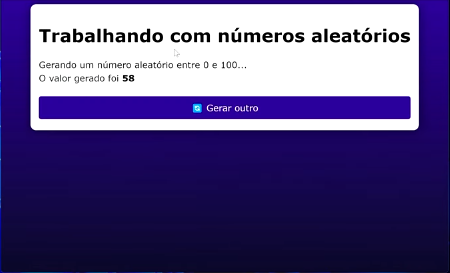 Trabalhando com números aleatórios
Gerando um número aleatório entre 0 e 100...
O valor gerado foi 58
Gerar outro